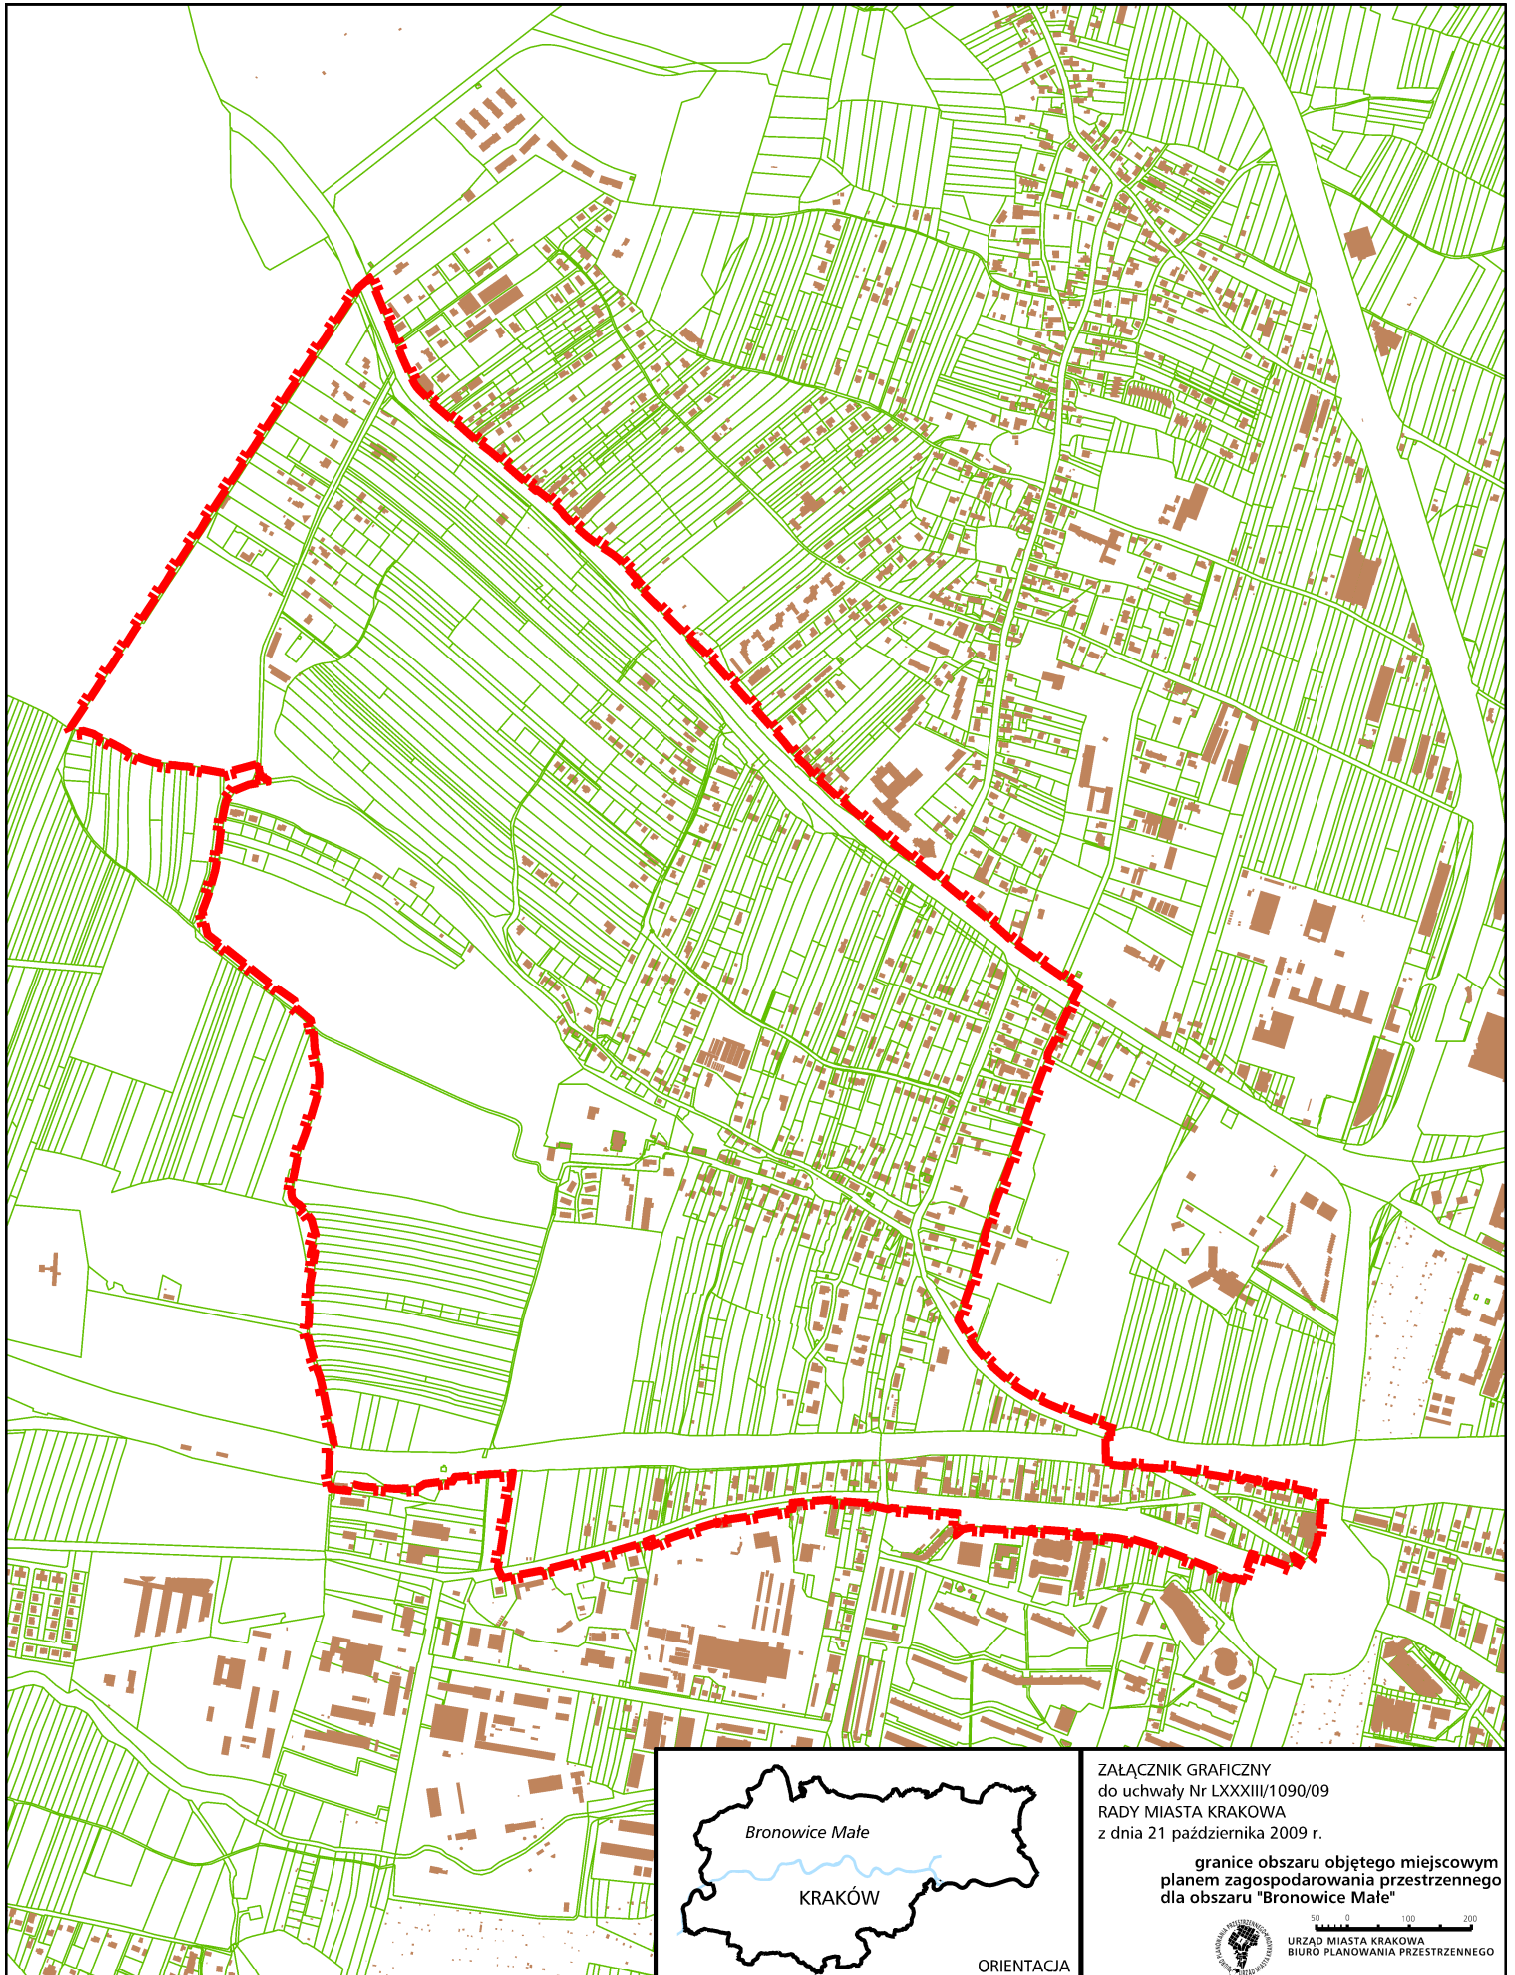 Bronowice Małe
KRAKÓW
ORIENTACJA
ZAŁĄCZNIK GRAFICZNY
do uchwały Nr LXXXIII/1090/09
RADY MIASTA KRAKOWA
z dnia 21 października 2009 r.
granice obszaru objętego miejscowym
planem zagospodarowania przestrzennego
dla obszaru "Bronowice Małe"
50 0 100 200
URZĄD MIASTA KRAKOWA
BIURO PLANOWANIA PRZESTRZENNEGO